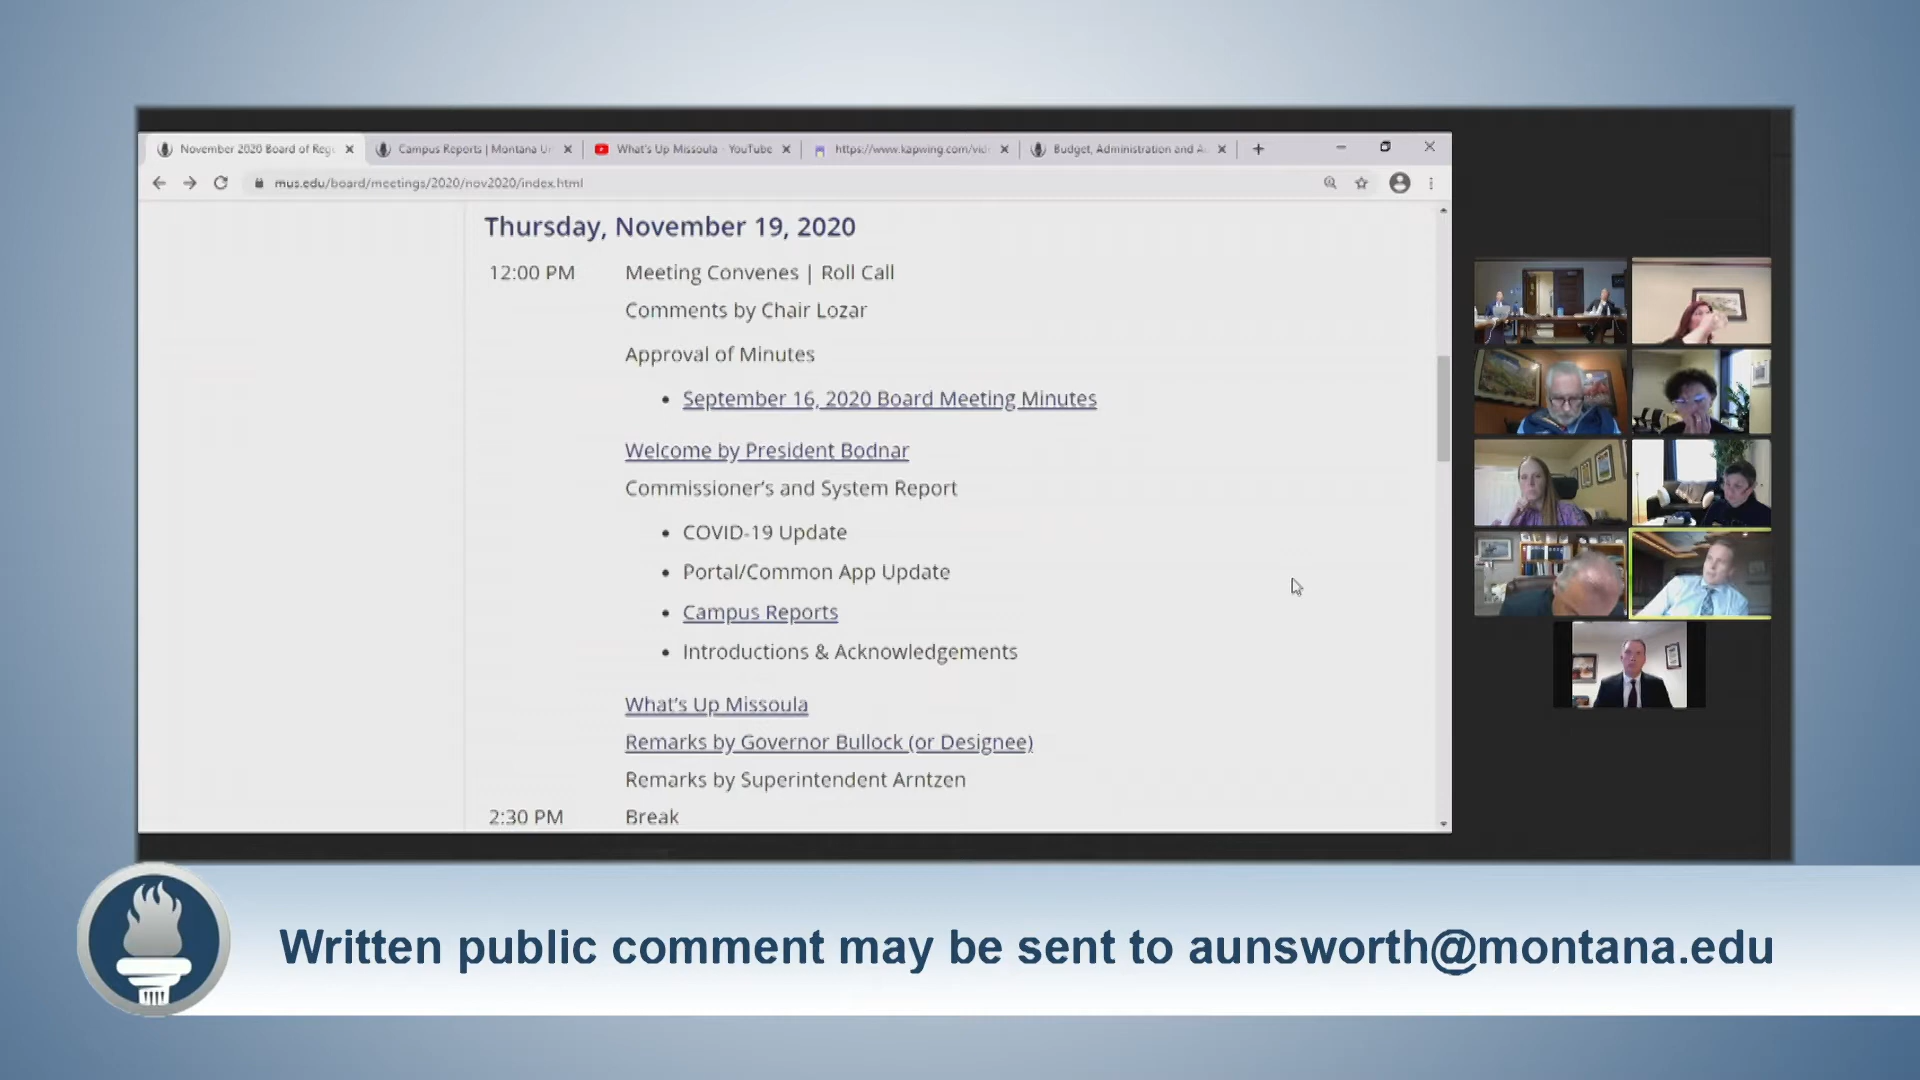 November 2020 Board of Reg
Campus Reports | Montana Un
What's Up Missoula - YouTube
https://www.kapwing.com/vid
Budget, Administration and A
mus.edu/board/meetings/2020/nov2020/index.html
Thursday, November 19, 2020
12:00 PM Meeting Convenes | Roll Call
Comments by Chair Lozar
Approval of Minutes
• September 16, 2020 Board Meeting Minutes
Welcome by President Bodnar
Commissioner's and System Report
• COVID-19 Update
• Portal/Common App Update
• Campus Reports
• Introductions & Acknowledgements
What's Up Missoula
Remarks by Governor Bullock (or Designee)
Remarks by Superintendent Arntzen
2:30 PM Break
Written public comment may be sent to aunsworth@montana.edu